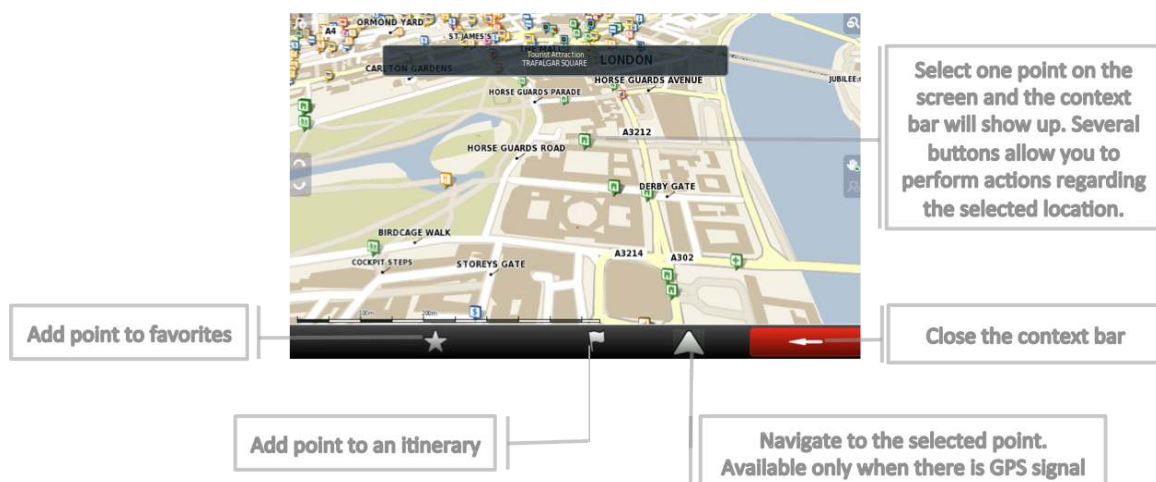 ORMOND YARD
A4
ST JAMES'S
THE MALL
Tourist Attraction
TRAFALGAR SQUARE
LONDON
CARLTON GARDENS
HORSE GUARDS AVENUE
JUBILEE
HORSE GUARDS PARADE
A3212
HORSE GUARDS ROAD
DERBY GATE
BIRDCAGE WALK
COCKPIT STEPS
STOREYS GATE
A3214
A302
100m
200m
Select one point on the
screen and the context
bar will show up. Several
buttons allow you to
perform actions regarding
the selected location.
Add point to favorites
Close the context bar
Add point to an itinerary
Navigate to the selected point.
Available only when there is GPS signal